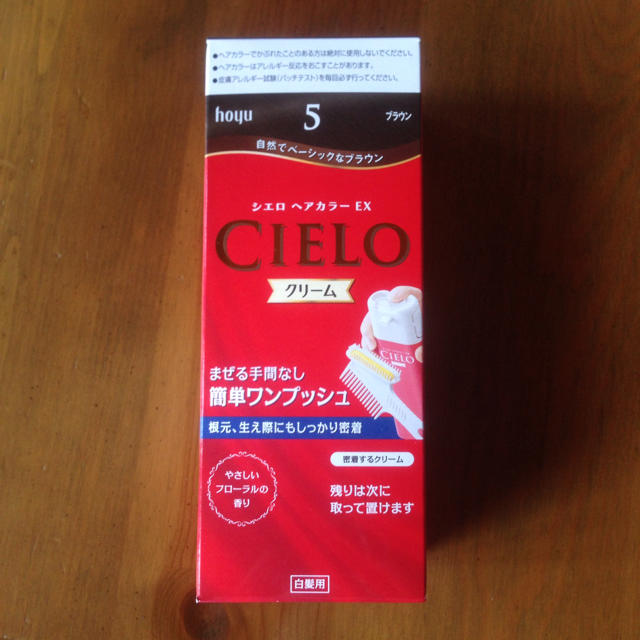 ●ヘアカラーでかぶれたことのある方は絶対に使用しないでください。
●ヘアカラーはアレルギー反応をおこすことがあります。
●皮膚アレルギー試験(パッチテスト)を毎回必ず行ってください。
hoyu 5 ブラウン
自然でベーシックなブラウン
シエロ ヘアカラー EX
CIELO
クリーム
CIELO
まぜる手間なし
簡単ワンプッシュ
根元、生え際にもしっかり密着
密着するクリーム
やさしい
フローラルの
香り
残りは次に
取って置けます
白髪用